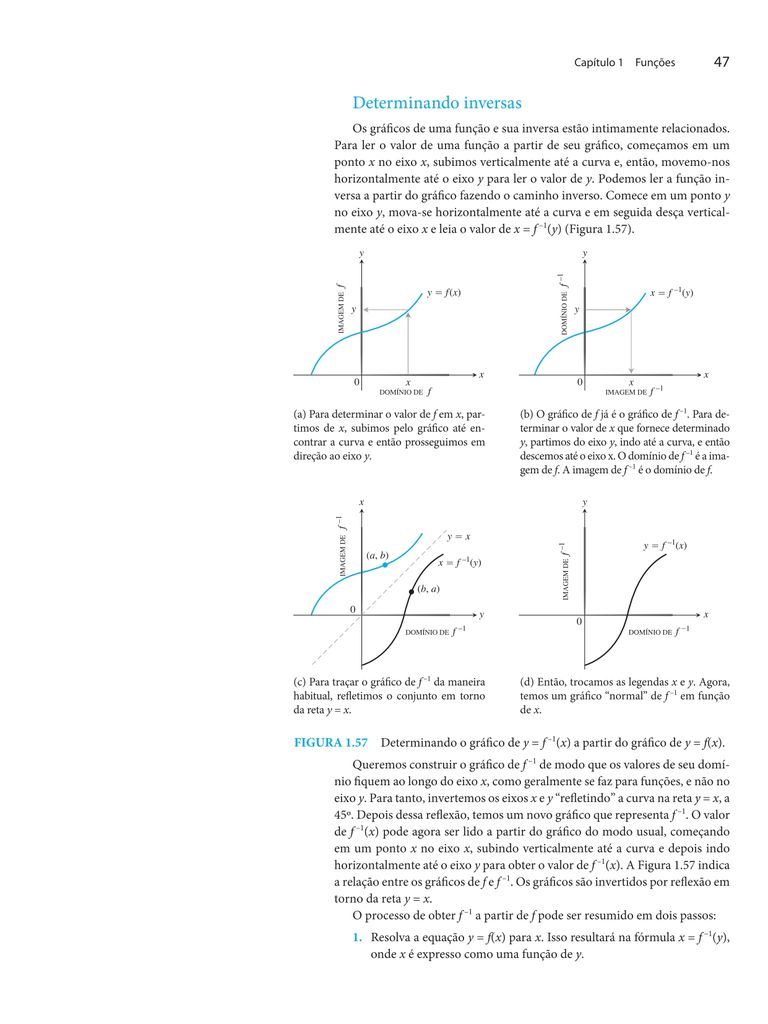 Capítulo 1 Funções 47
Determinando inversas
Os gráficos de uma função e sua inversa estão intimamente relacionados.
Para ler o valor de uma função a partir de seu gráfico, começamos em um
ponto x no eixo x, subimos verticalmente até a curva e, então, movemo-nos
horizontalmente até o eixo y para ler o valor de y. Podemos ler a função in-
versa a partir do gráfico fazendo o caminho inverso. Comece em um ponto y
no eixo y, mova-se horizontalmente até a curva e em seguida desça vertical-
mente até o eixo x e leia o valor de x = f⁻¹(y) (Figura 1.57).
y
IMAGEM DE f
y = f(x)
y
x
0
x
DOMÍNIO DE f
(a) Para determinar o valor de f em x, par-
timos de x, subimos pelo gráfico até en-
contrar a curva e então prosseguimos em
direção ao eixo y.
y
DOMÍNIO DE f⁻¹
x = f⁻¹(y)
y
x
0
x
IMAGEM DE f⁻¹
(b) O gráfico de f já é o gráfico de f⁻¹. Para de-
terminar o valor de x que fornece determinado
y, partimos do eixo y, indo até a curva, e então
descemos até o eixo x. O domínio de f⁻¹ é a ima-
gem de f. A imagem de f⁻¹ é o domínio de f.
x
IMAGEM DE f⁻¹
y = x
(a, b)
x = f⁻¹(y)
(b, a)
0
y
DOMÍNIO DE f⁻¹
(c) Para traçar o gráfico de f⁻¹ da maneira
habitual, refletimos o conjunto em torno
da reta y = x.
y
IMAGEM DE f⁻¹
y = f⁻¹(x)
x
0
DOMÍNIO DE f⁻¹
(d) Então, trocamos as legendas x e y. Agora,
temos um gráfico “normal” de f⁻¹ em função
de x.
FIGURA 1.57 Determinando o gráfico de y = f⁻¹(x) a partir do gráfico de y = f(x).
Queremos construir o gráfico de f⁻¹ de modo que os valores de seu domí-
nio fiquem ao longo do eixo x, como geralmente se faz para funções, e não no
eixo y. Para tanto, invertemos os eixos x e y “refletindo” a curva na reta y = x, a
45º. Depois dessa reflexão, temos um novo gráfico que representa f⁻¹. O valor
de f⁻¹(x) pode agora ser lido a partir do gráfico do modo usual, começando
em um ponto x no eixo x, subindo verticalmente até a curva e depois indo
horizontalmente até o eixo y para obter o valor de f⁻¹(x). A Figura 1.57 indica
a relação entre os gráficos de f e f⁻¹. Os gráficos são invertidos por reflexão em
torno da reta y = x.
O processo de obter f⁻¹ a partir de f pode ser resumido em dois passos:
1. Resolva a equação y = f(x) para x. Isso resultará na fórmula x = f⁻¹(y),
onde x é expresso como uma função de y.